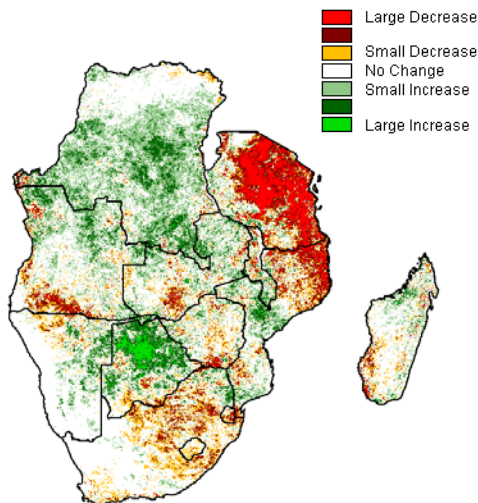 Large Decrease
Small Decrease
No Change
Small Increase
Large Increase